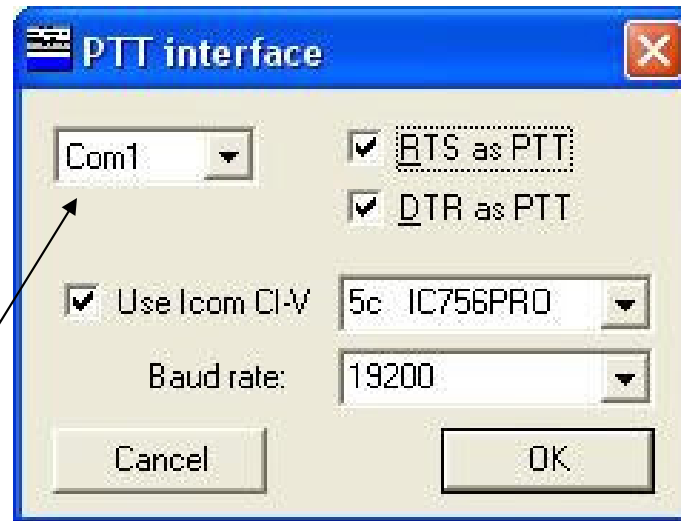 PTT interface
Com1
RTS as PTT
DTR as PTT
Use Icom CI-V
5c IC756PRO
Baud rate:
19200
Cancel
OK